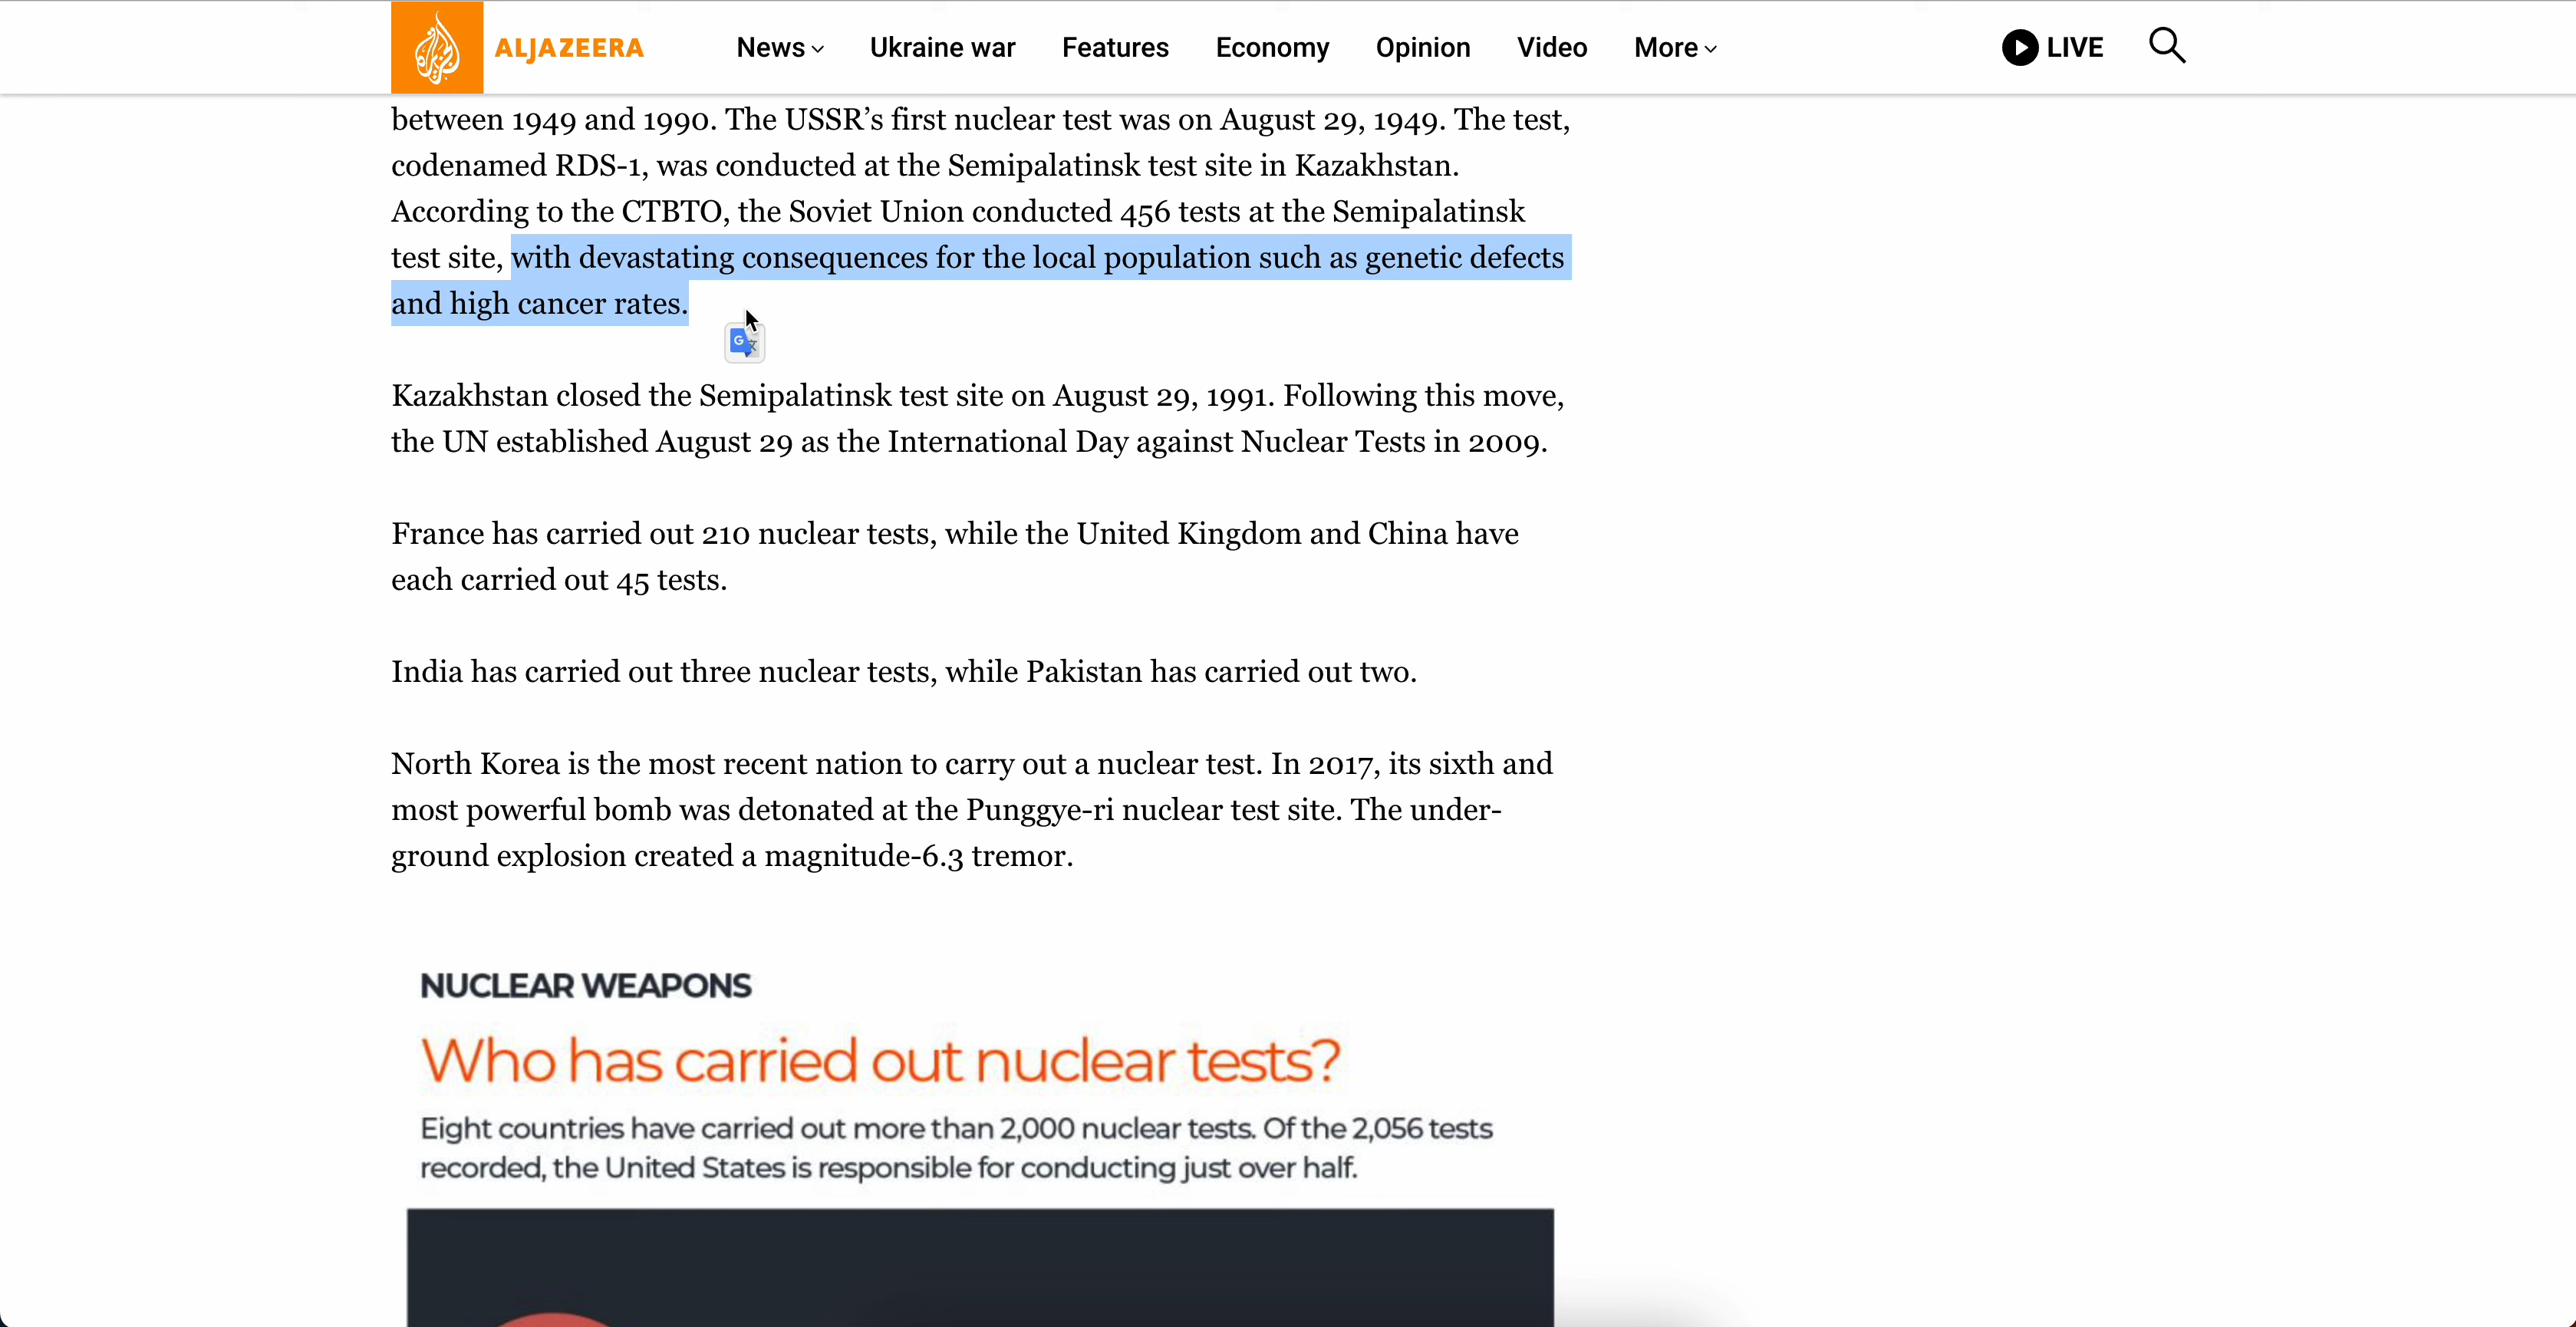 ALJAZEERA
News
Ukraine war
Features
Economy
Opinion
Video
More
LIVE
between 1949 and 1990. The USSR’s first nuclear test was on August 29, 1949. The test,
codenamed RDS-1, was conducted at the Semipalatinsk test site in Kazakhstan.
According to the CTBTO, the Soviet Union conducted 456 tests at the Semipalatinsk
test site, with devastating consequences for the local population such as genetic defects
and high cancer rates.
Kazakhstan closed the Semipalatinsk test site on August 29, 1991. Following this move,
the UN established August 29 as the International Day against Nuclear Tests in 2009.
France has carried out 210 nuclear tests, while the United Kingdom and China have
each carried out 45 tests.
India has carried out three nuclear tests, while Pakistan has carried out two.
North Korea is the most recent nation to carry out a nuclear test. In 2017, its sixth and
most powerful bomb was detonated at the Punggye-ri nuclear test site. The under-
ground explosion created a magnitude-6.3 tremor.
NUCLEAR WEAPONS
Who has carried out nuclear tests?
Eight countries have carried out more than 2,000 nuclear tests. Of the 2,056 tests
recorded, the United States is responsible for conducting just over half.